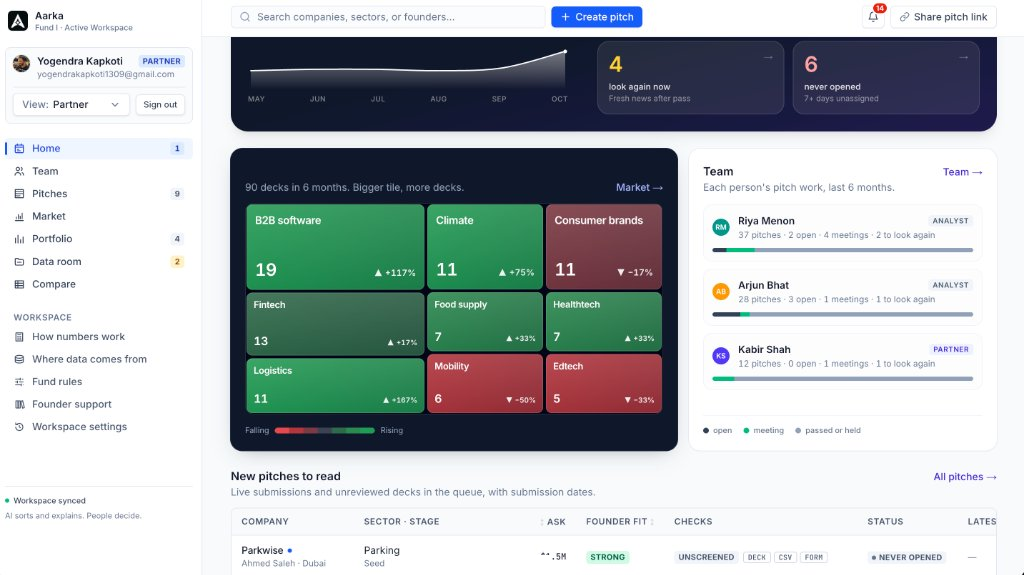 Aarka
Fund I · Active Workspace
Yogendra Kapkoti
PARTNER
yogendrakapkoti1309@gmail.com
View: Partner
Sign out
Home
1
Team
Pitches
9
Market
Portfolio
4
Data room
2
Compare
WORKSPACE
How numbers work
Where data comes from
Fund rules
Founder support
Workspace settings
Workspace synced
AI sorts and explains. People decide.
Search companies, sectors, or founders...
+ Create pitch
14
Share pitch link
MAY
JUN
JUL
AUG
SEP
OCT
4 →
look again now
Fresh news after pass
6 →
never opened
7+ days unassigned
90 decks in 6 months. Bigger tile, more decks.
Market →
B2B software
19
▲ +117%
Climate
11
▲ +75%
Consumer brands
11
▼ −17%
Fintech
13
▲ +17%
Food supply
7
▲ +33%
Healthtech
7
▲ +33%
Logistics
11
▲ +167%
Mobility
6
▼ −50%
Edtech
5
▼ −33%
Falling
Rising
Team
Team →
Each person's pitch work, last 6 months.
RM
Riya Menon
ANALYST
37 pitches · 2 open · 4 meetings · 2 to look again
AB
Arjun Bhat
ANALYST
28 pitches · 3 open · 1 meetings · 1 to look again
KS
Kabir Shah
PARTNER
12 pitches · 0 open · 1 meetings · 1 to look again
open
meeting
passed or held
New pitches to read
All pitches →
Live submissions and unreviewed decks in the queue, with submission dates.
COMPANY
SECTOR · STAGE
ASK
FOUNDER FIT
CHECKS
STATUS
LATES
Parkwise
Ahmed Saleh · Dubai
Parking
Seed
.5M
STRONG
UNSCREENED
DECK
CSV
FORM
NEVER OPENED
—